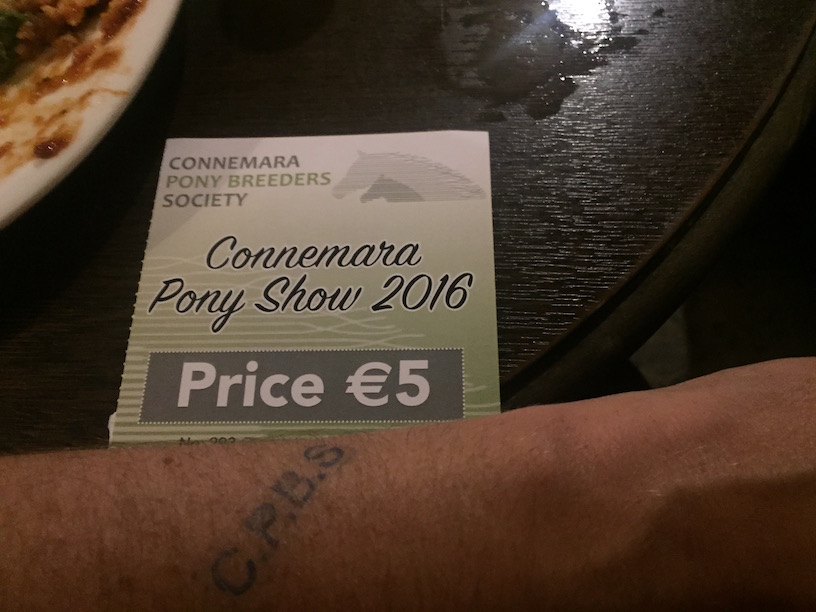 CONNEMARA
PONY BREEDERS
SOCIETY
Connemara
Pony Show 2016
Price €5
C.P.B.S